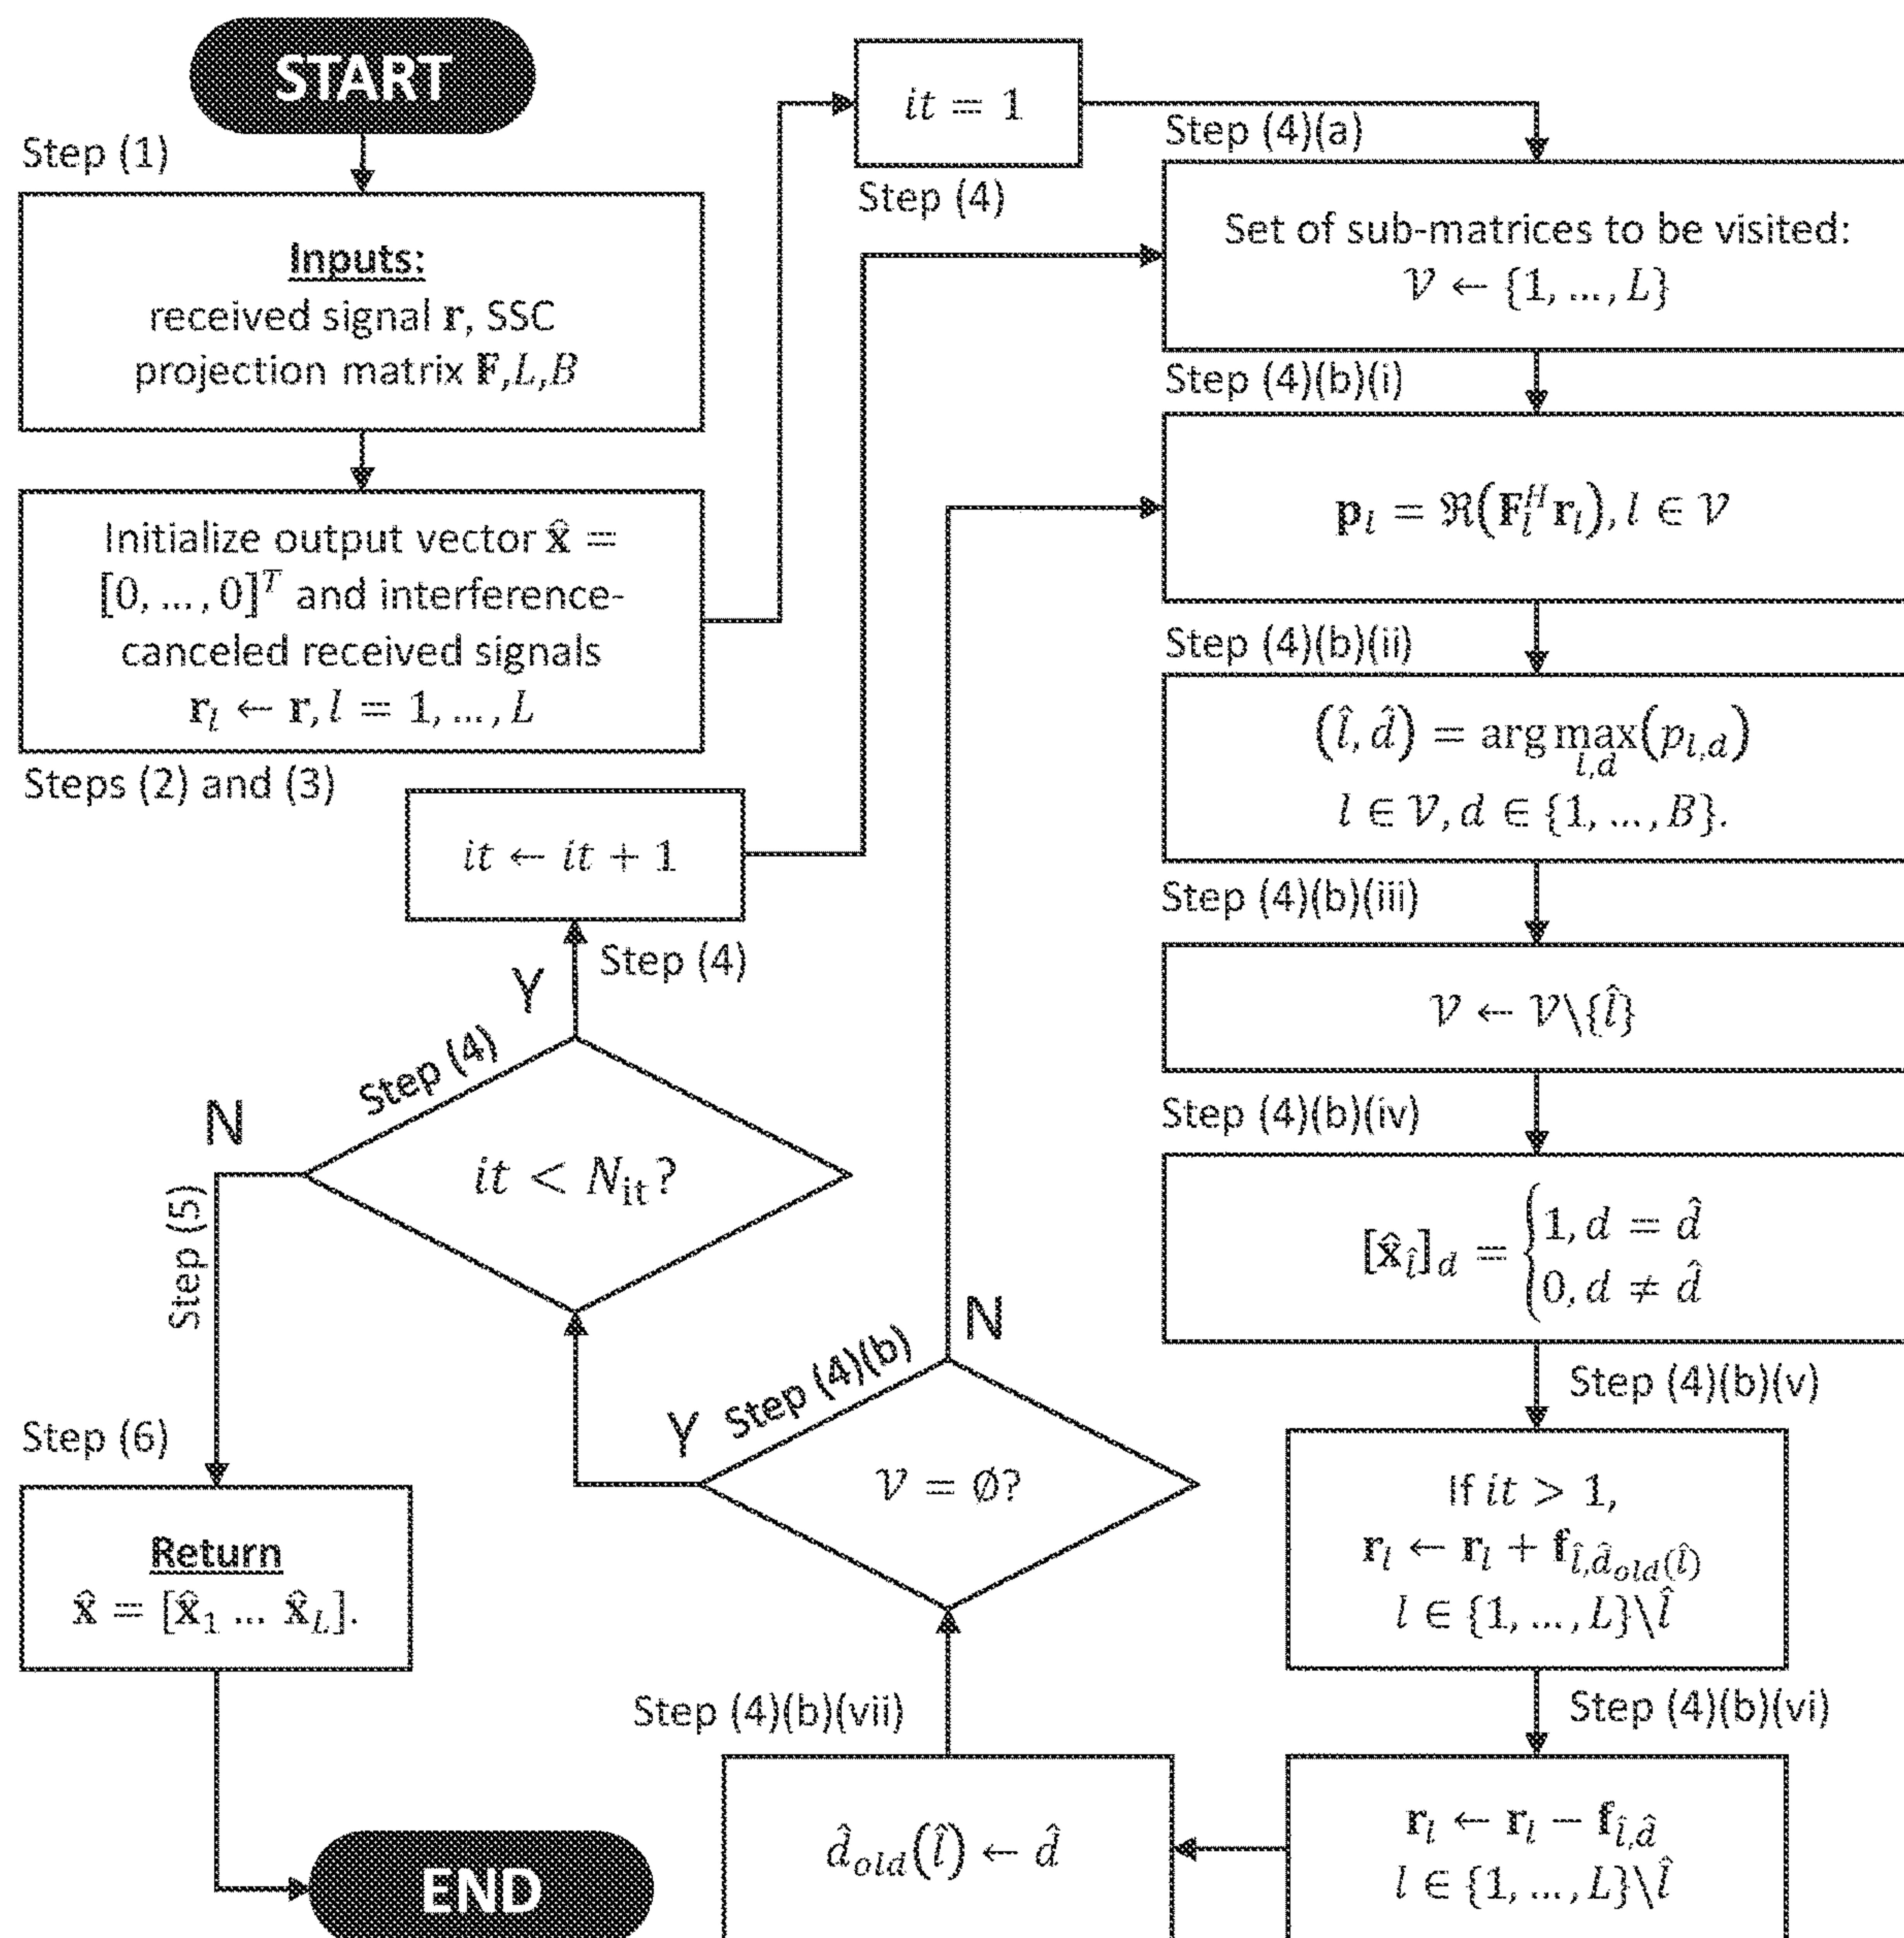 START
Step (1)
Inputs:
received signal r, SSC
projection matrix F,L,B
Initialize output vector x̂ =
[0, ... , 0]ᵀ and interference-
canceled received signals
r_l ← r, l = 1, ... , L
Steps (2) and (3)
it = 1
Step (4)
Step (4)(a)
Set of sub-matrices to be visited:
𝒱 ← {1, ... , L}
Step (4)(b)(i)
p_l = ℜ(F_l^H r_l), l ∈ 𝒱
Step (4)(b)(ii)
(l̂, d̂) = arg max(p_{l,d})
l,d
l ∈ 𝒱, d ∈ {1, ... , B}.
Step (4)(b)(iii)
𝒱 ← 𝒱\{l̂}
Step (4)(b)(iv)
[x̂_l̂]_d = {1, d = d̂
0, d ≠ d̂
Step (4)(b)(v)
If it > 1,
r_l ← r_l + f_{l̂,d̂_old(l̂)}
l ∈ {1, ... , L}\l̂
Step (4)(b)(vi)
r_l ← r_l − f_{l̂,d̂}
l ∈ {1, ... , L}\l̂
Step (4)(b)(vii)
d̂_old(l̂) ← d̂
Step (4)(b)
𝒱 = ∅?
N
Y
Step (4)
it < N_it?
Y
Step (4)
it ← it + 1
N
Step (5)
Step (6)
Return
x̂ = [x̂_1 ... x̂_L].
END